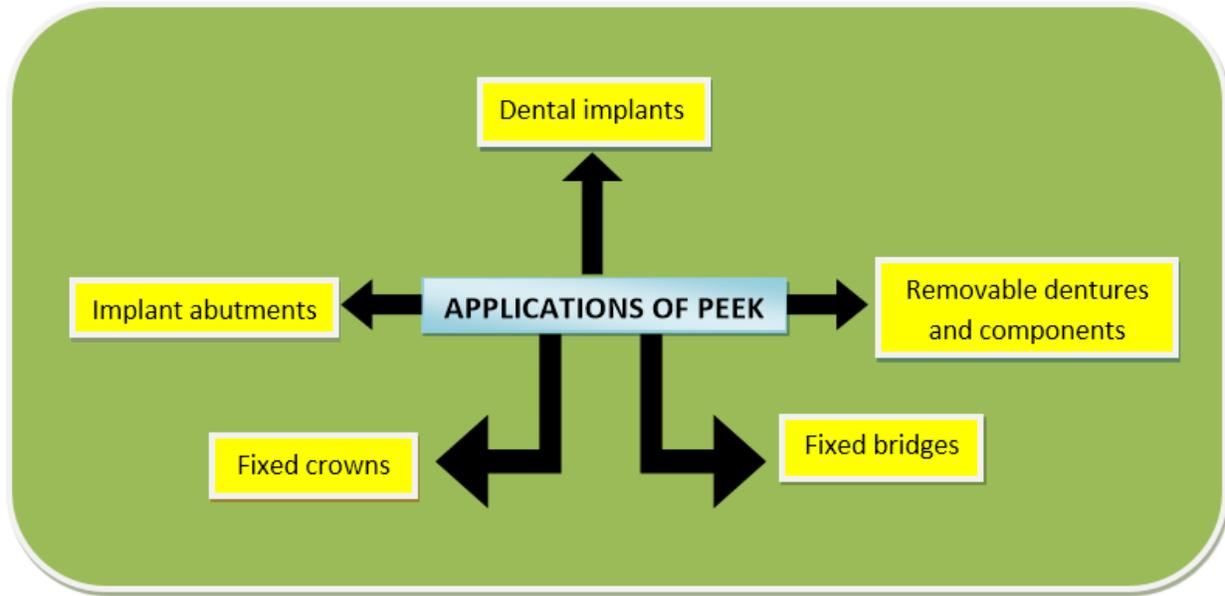 Dental implants
Implant abutments
APPLICATIONS OF PEEK
Removable dentures
and components
Fixed crowns
Fixed bridges